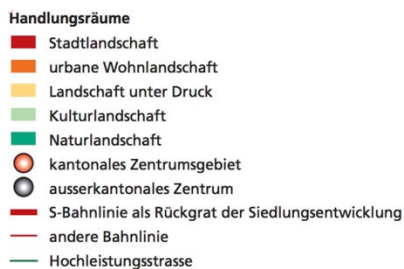 Handlungsräume
Stadtlandschaft
urbane Wohnlandschaft
Landschaft unter Druck
Kulturlandschaft
Naturlandschaft
kantonales Zentrumsgebiet
ausserkantonales Zentrum
S-Bahnlinie als Rückgrat der Siedlungsentwicklung
andere Bahnlinie
Hochleistungsstrasse